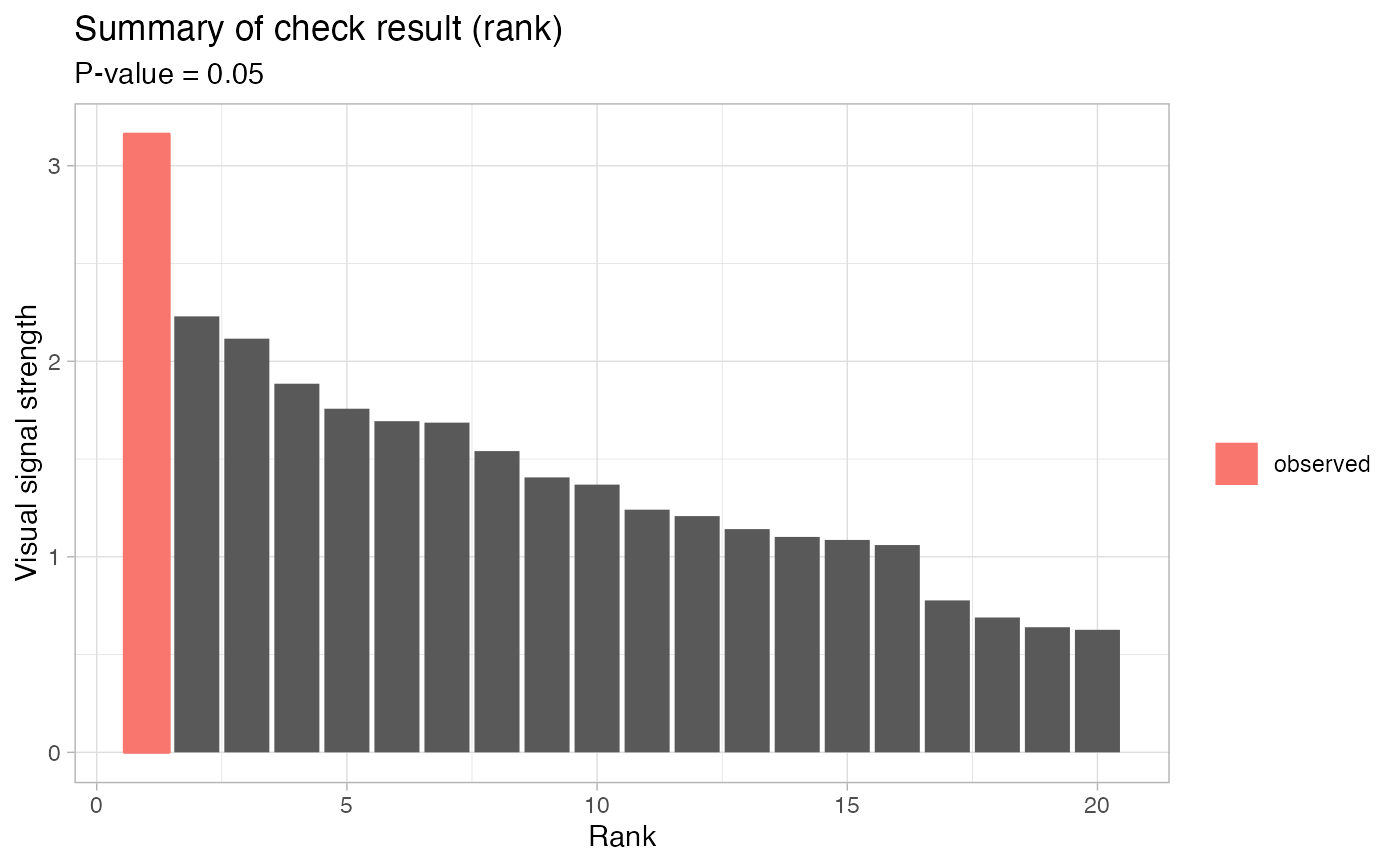 Summary of check result (rank)
P-value = 0.05
Visual signal strength
3
2
1
0
0 5 10 15 20
Rank
observed